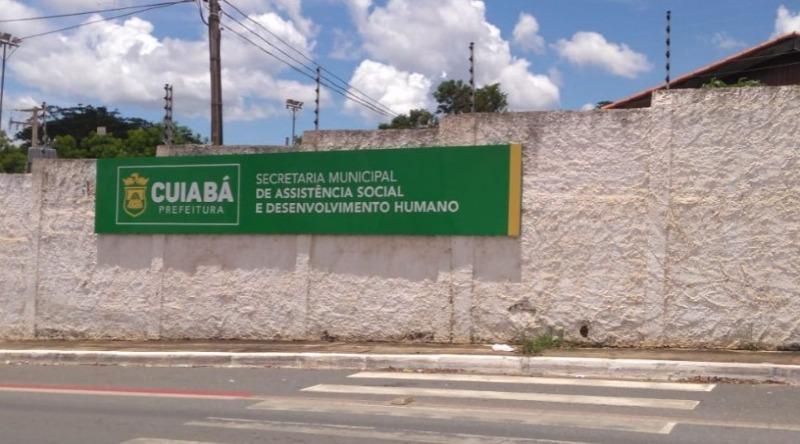 CUIABÁ
PREFEITURA
SECRETARIA MUNICIPAL
DE ASSISTÊNCIA SOCIAL
E DESENVOLVIMENTO HUMANO